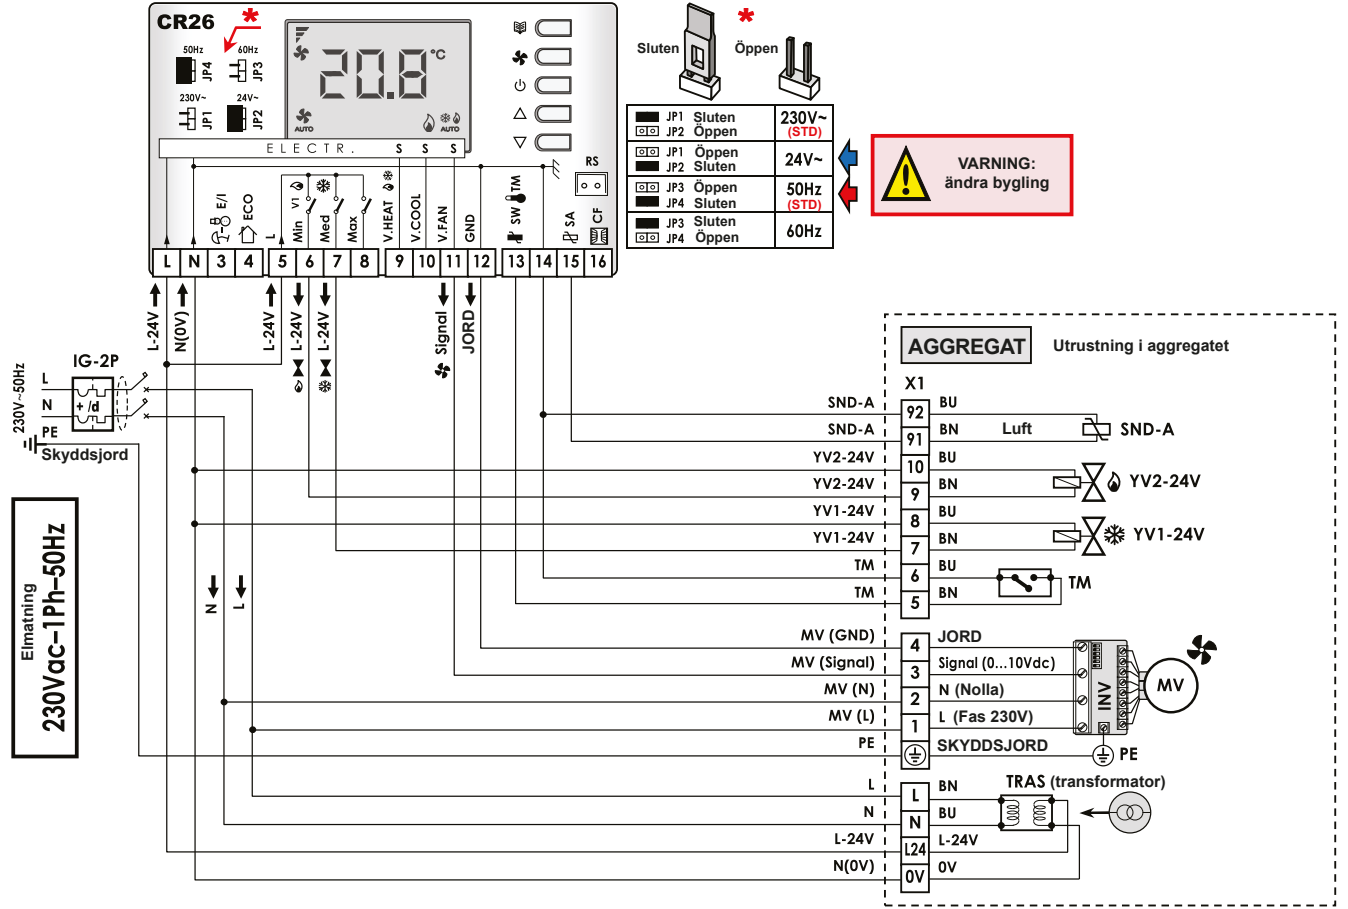 CR26
50Hz
60Hz
JP4
JP3
230V~
24V~
JP1
JP2
20.8 °C
AUTO
AUTO
ELECTR.
S S S
RS
E/I
ECO
L
V1
Min
Med
Max
V.HEAT
V.COOL
V.FAN
GND
SW
TM
SA
CF
L N 3 4 5 6 7 8 9 10 11 12 13 14 15 16
L-24V
N(0V)
L-24V
L-24V
L-24V
Signal
JORD
*
Sluten
Öppen
JP1 Sluten
JP2 Öppen
230V~
(STD)
JP1 Öppen
JP2 Sluten
24V~
JP3 Öppen
JP4 Sluten
50Hz
(STD)
JP3 Sluten
JP4 Öppen
60Hz
VARNING:
ändra bygling
230V~50Hz
IG-2P
L
N
+ /d
PE
Skyddsjord
Elmatning
230Vac–1Ph–50Hz
N
L
AGGREGAT
Utrustning i aggregatet
X1
SND-A 92 BU
SND-A 91 BN
Luft
SND-A
YV2-24V 10 BU
YV2-24V 9 BN
YV2-24V
YV1-24V 8 BU
YV1-24V 7 BN
YV1-24V
TM 6 BU
TM 5 BN
TM
MV (GND) 4 JORD
MV (Signal) 3 Signal (0...10Vdc)
MV (N) 2 N (Nolla)
MV (L) 1 L (Fas 230V)
PE SKYDDSJORD
INV
MV
PE
TRAS (transformator)
L L BN
N N BU
L-24V L24 L-24V
N(0V) 0V 0V